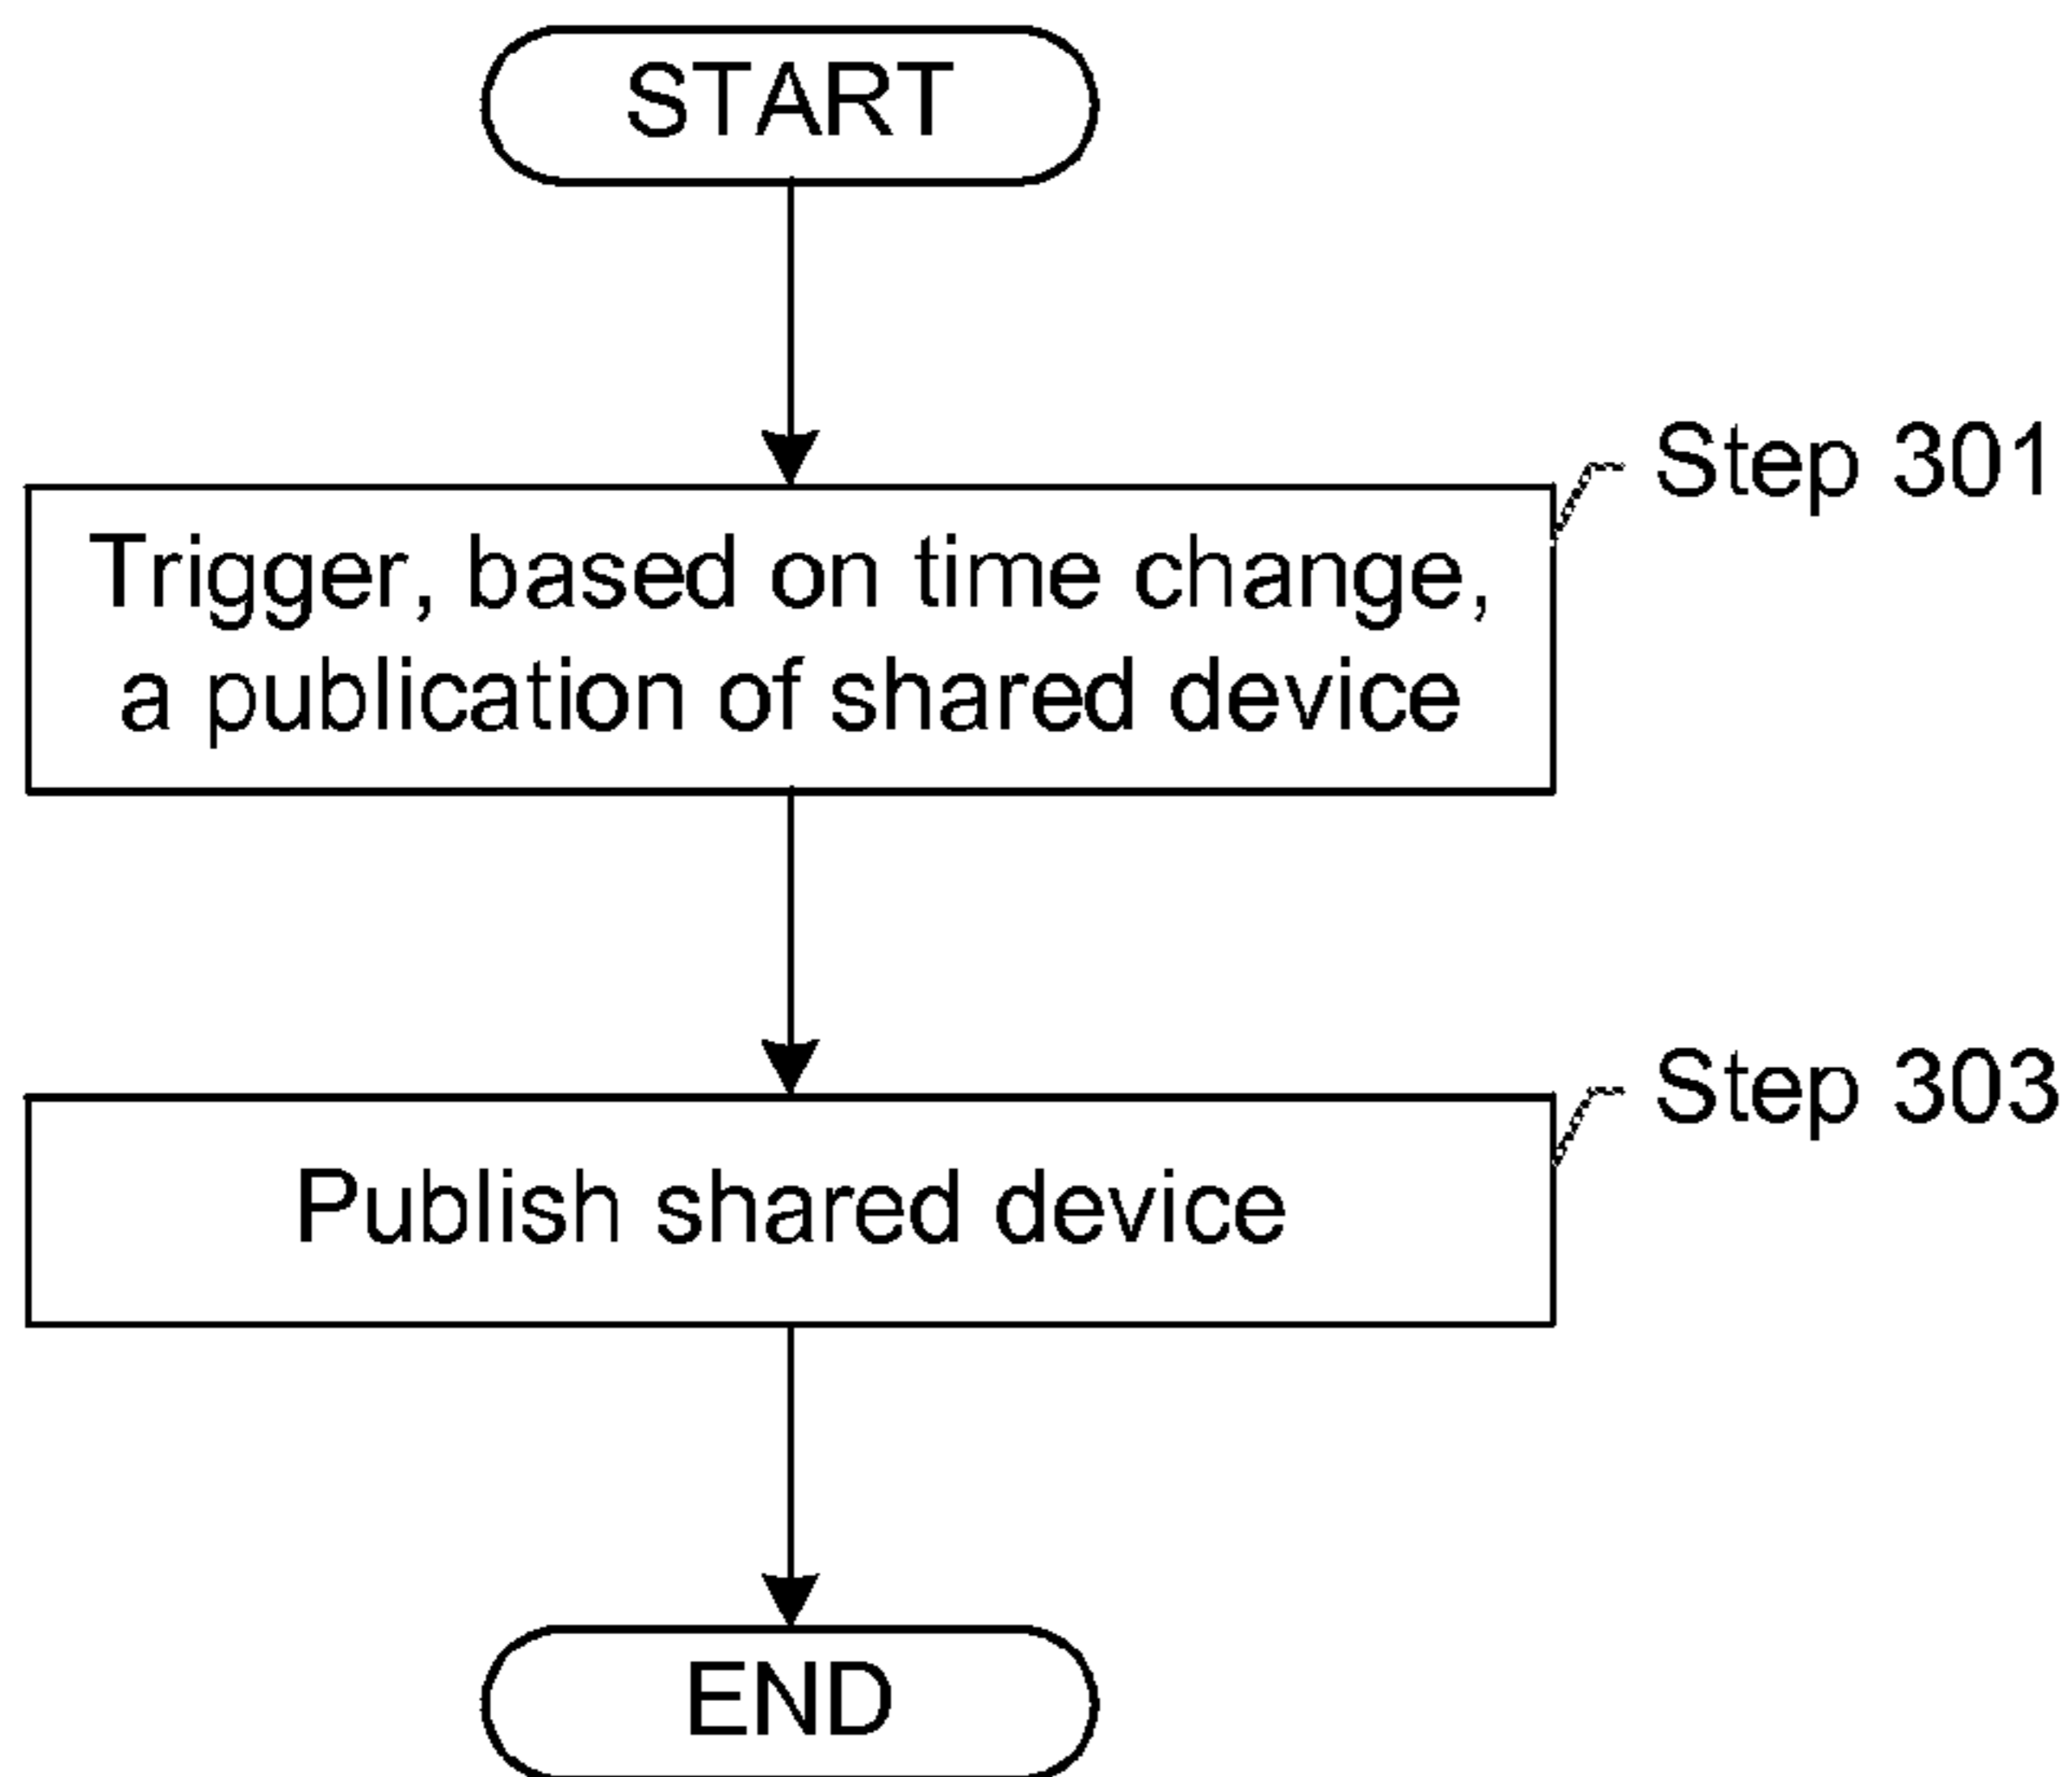 START
Step 301
Trigger, based on time change,
a publication of shared device
Step 303
Publish shared device
END